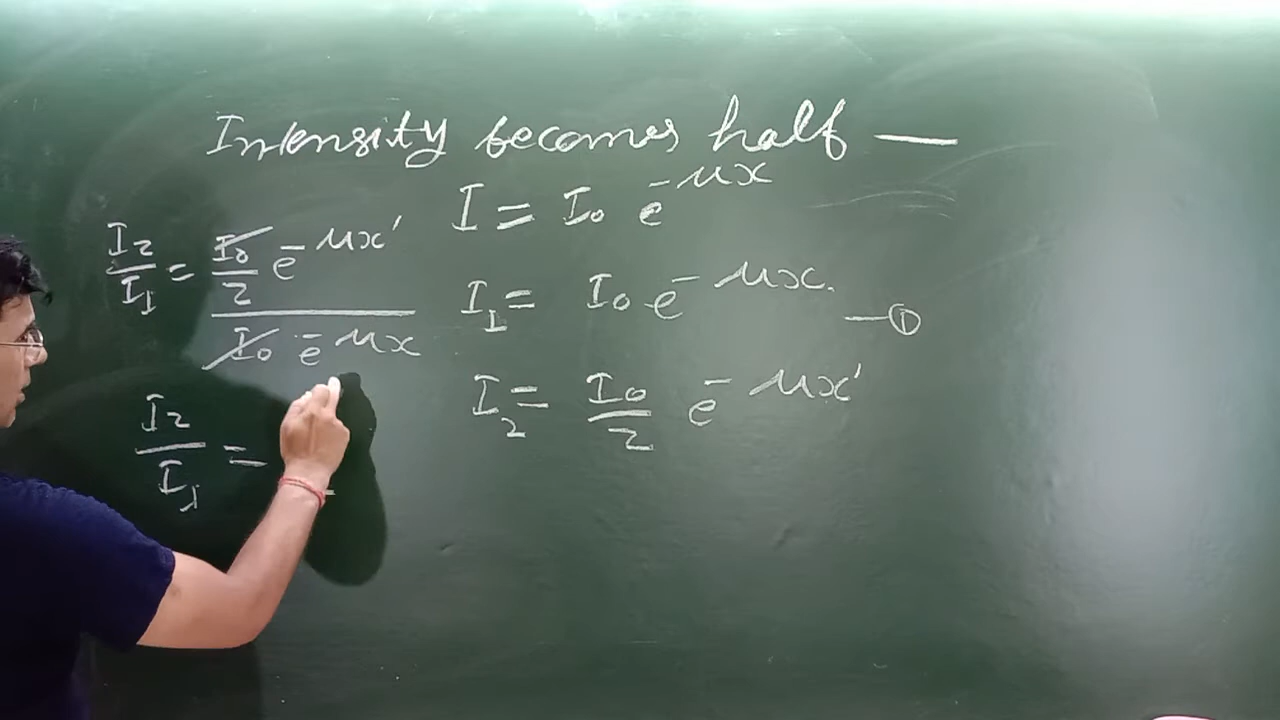 Intensity becomes half —
I = I₀ e^-μx
I₁ = I₀ e^-μx. —①
I₂ = I₀/2 e^-μx'
I₂/I₁ = I₀/2 e^-μx' / I₀ e^-μx
I₂/I₁ =